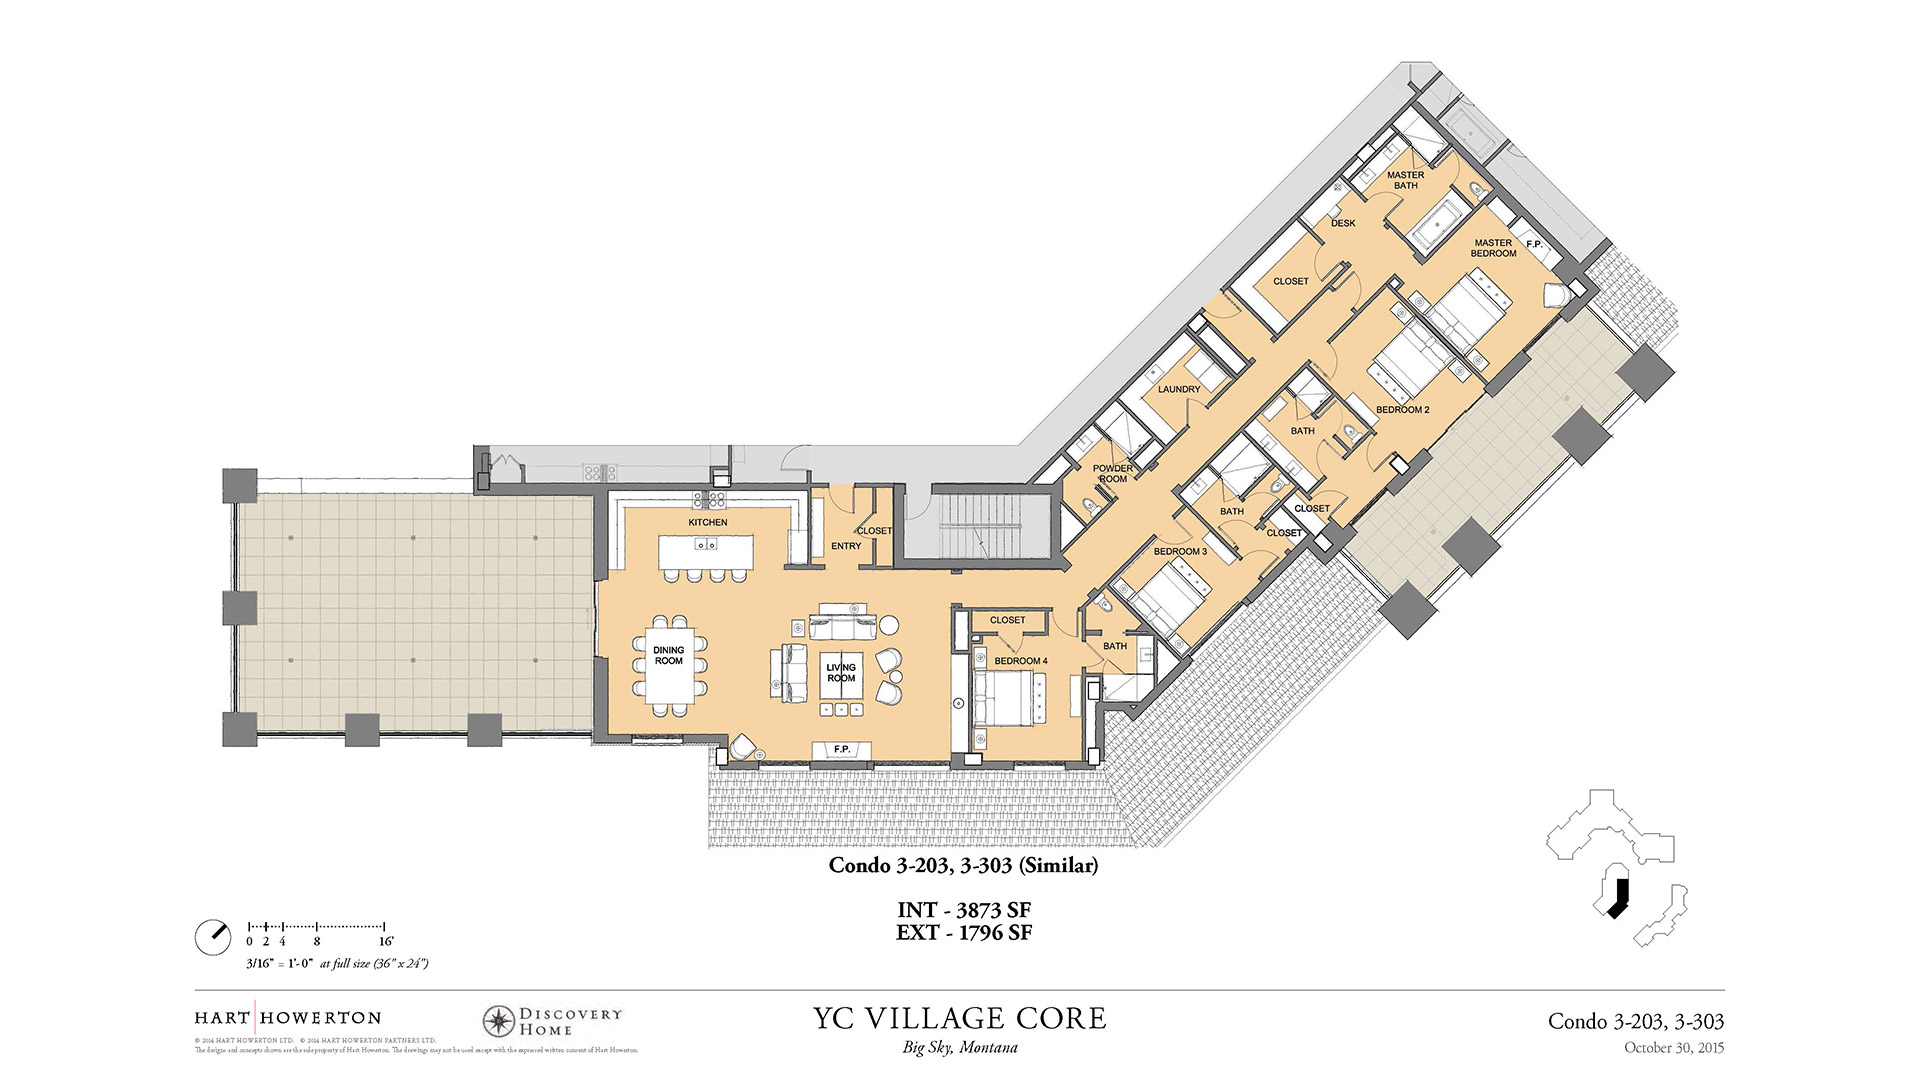 MASTER
BATH
DESK
MASTER
BEDROOM
F.P.
CLOSET
LAUNDRY
BEDROOM 2
BATH
POWDER
ROOM
BATH
CLOSET
CLOSET
BEDROOM 3
KITCHEN
ENTRY
CLOSET
CLOSET
BEDROOM 4
BATH
DINING
ROOM
LIVING
ROOM
F.P.
Condo 3-203, 3-303 (Similar)
INT - 3873 SF
EXT - 1796 SF
0 2 4 8 16'
3/16" = 1'-0" at full size (36" x 24")
HART HOWERTON
© 2014 HART HOWERTON LTD. © 2014 HART HOWERTON PARTNERS LTD.
The designs and concepts shown are the sole property of Hart Howerton. The drawings may not be used except with the expressed written consent of Hart Howerton.
DISCOVERY
HOME
YC VILLAGE CORE
Big Sky, Montana
Condo 3-203, 3-303
October 30, 2015